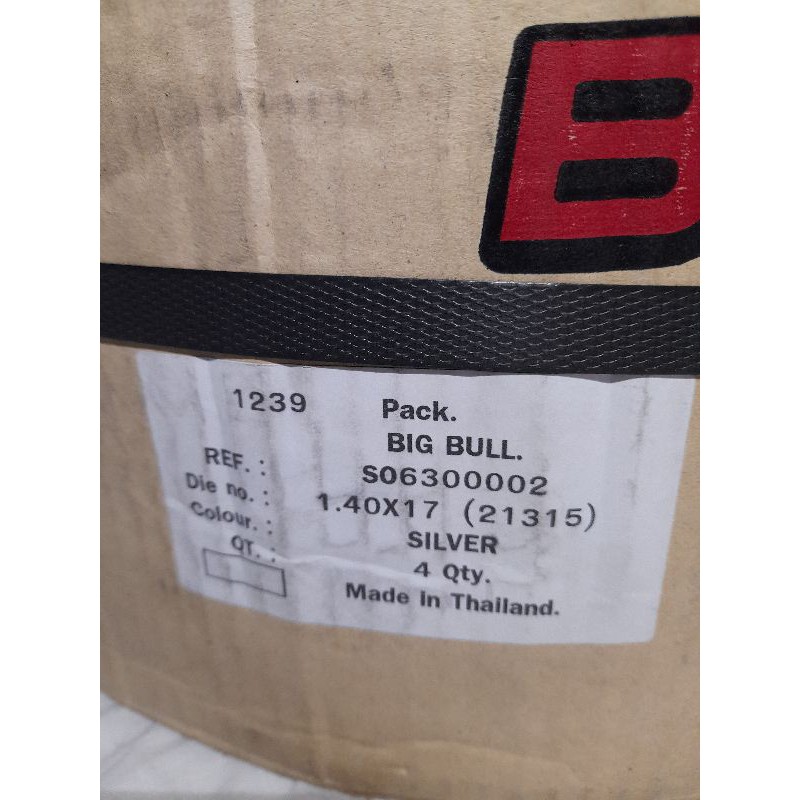 B
1239 Pack.
BIG BULL.
REF. : S06300002
Die no. : 1.40X17 (21315)
Colour. : SILVER
QT. : 4 Qty.
Made In Thailand.